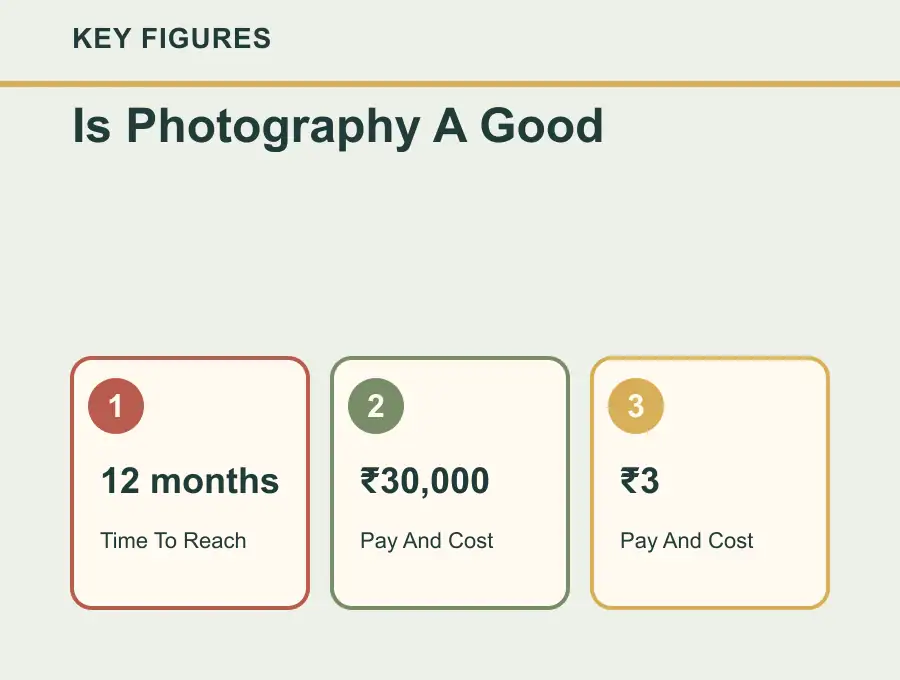 KEY FIGURES
Is Photography A Good
1
2
3
12 months
₹30,000
₹3
Time To Reach
Pay And Cost
Pay And Cost